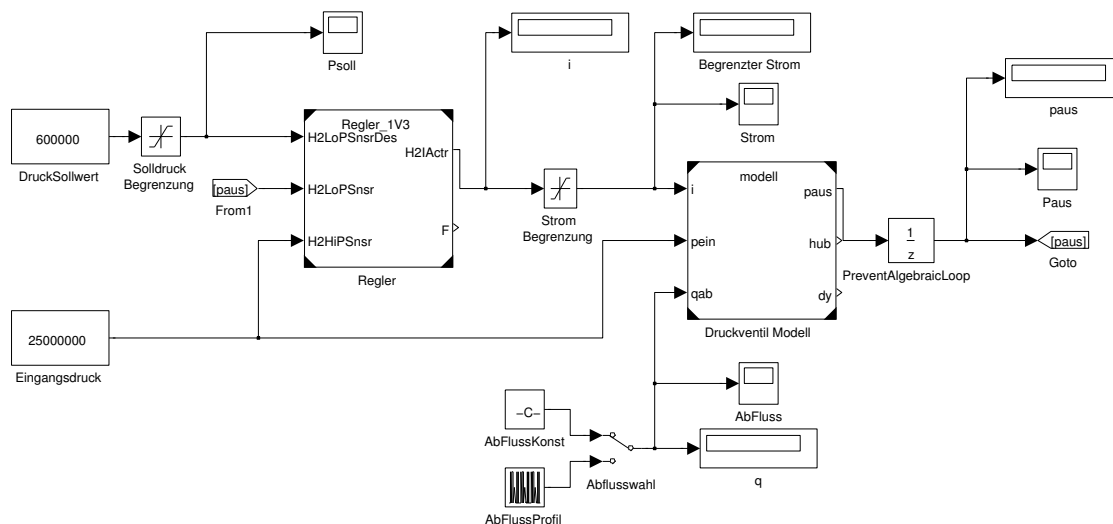 Psoll
i
Begrenzter Strom
paus
600000
DruckSollwert
Solldruck
Begrenzung
Regler_1V3
H2LoPSnsrDes
H2IActr
H2LoPSnsr
F
H2HiPSnsr
Regler
[paus]
From1
Strom
Begrenzung
Strom
modell
i
paus
pein
hub
qab
dy
Druckventil Modell
1
z
PreventAlgebraicLoop
Paus
[paus]
Goto
25000000
Eingangsdruck
AbFluss
-C-
AbFlussKonst
Abflusswahl
q
AbFlussProfil